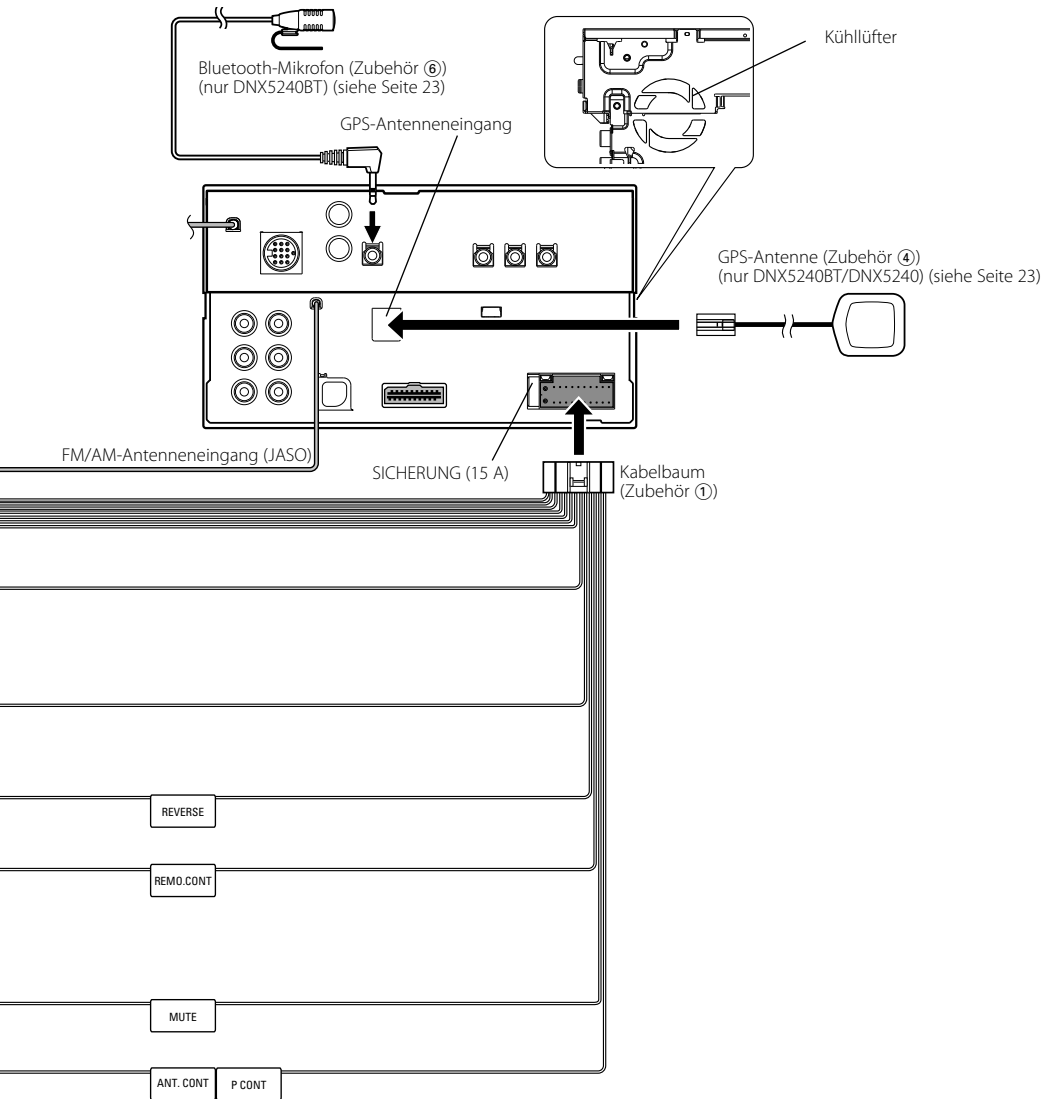 Kühllüfter
Bluetooth-Mikrofon (Zubehör ⑥)
(nur DNX5240BT) (siehe Seite 23)
GPS-Antenneneingang
GPS-Antenne (Zubehör ④)
(nur DNX5240BT/DNX5240) (siehe Seite 23)
FM/AM-Antenneneingang (JASO)
SICHERUNG (15 A)
Kabelbaum
(Zubehör ①)
REVERSE
REMO.CONT
MUTE
ANT. CONT
P CONT